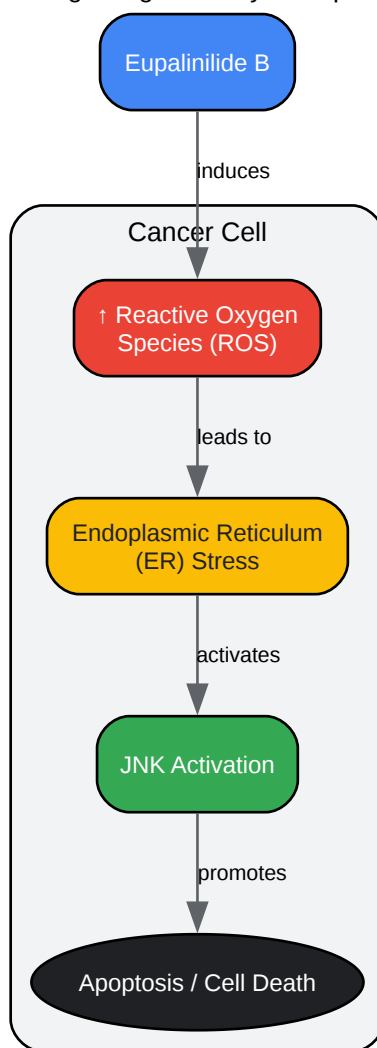 Eupalinilide B
induces
Cancer Cell
↑ Reactive Oxygen
Species (ROS)
leads to
Endoplasmic Reticulum
(ER) Stress
activates
JNK Activation
promotes
Apoptosis / Cell Death